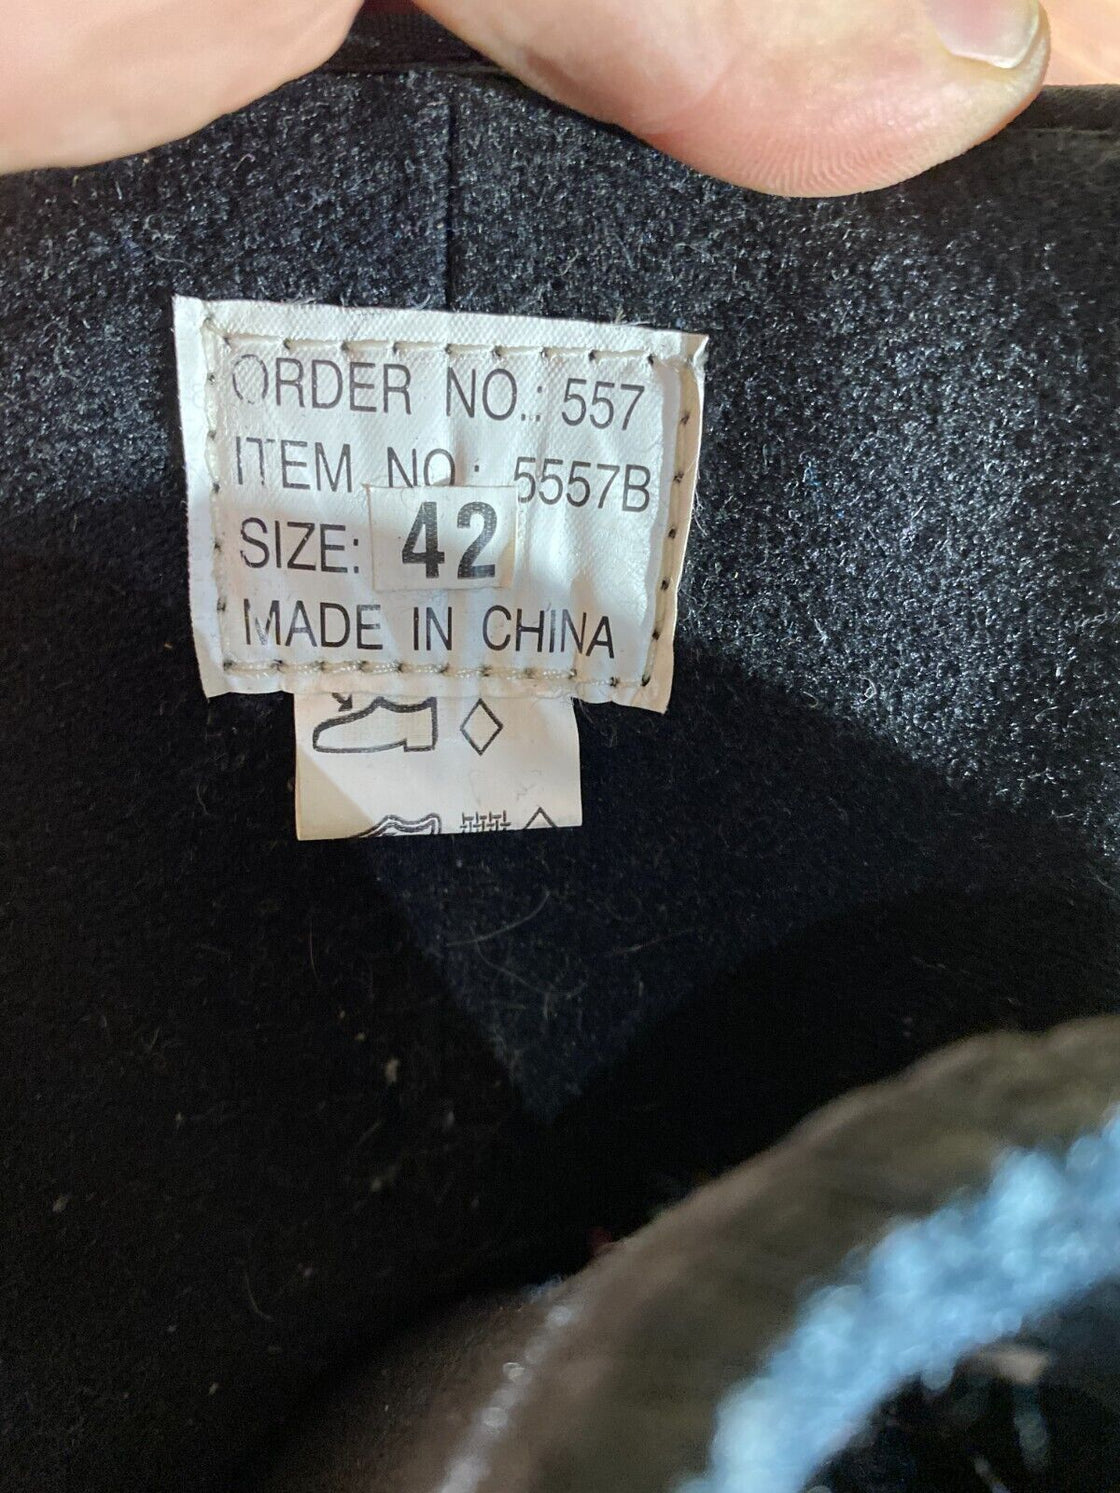 ORDER NO.: 557
ITEM NO.: 5557B
SIZE: 42
MADE IN CHINA